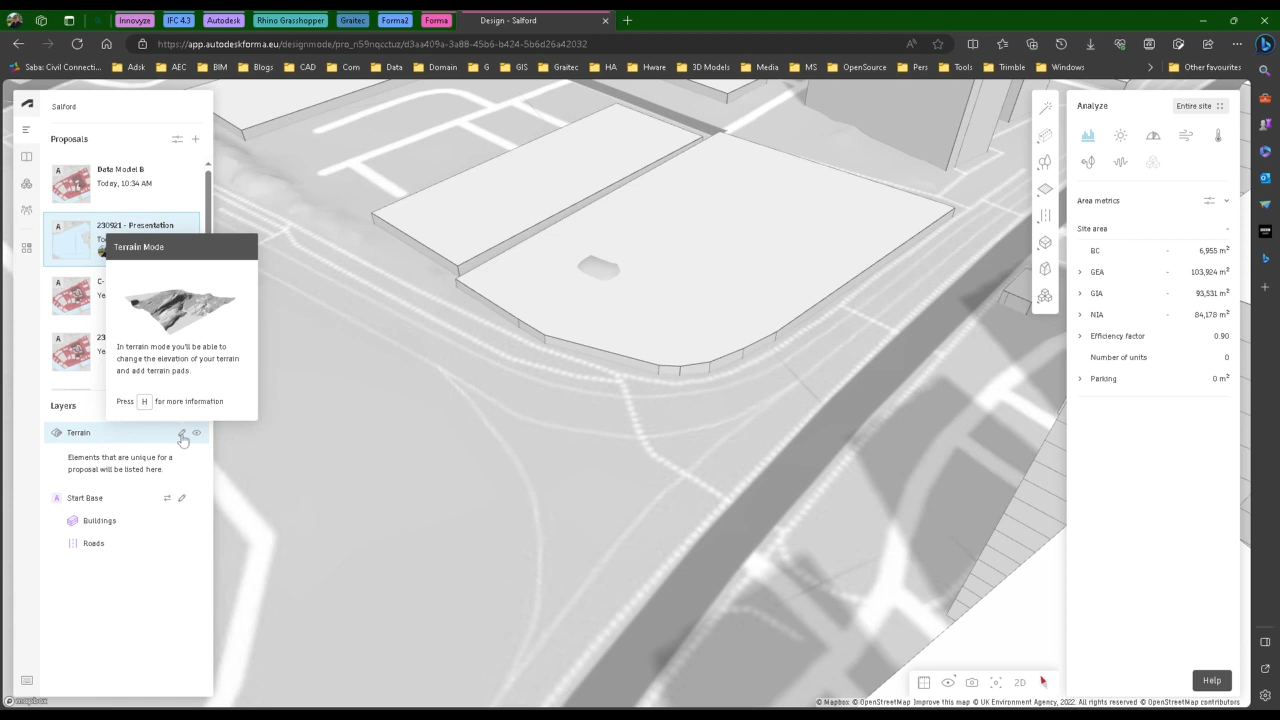 Innovyze
IFC 4.3
Autodesk
Rhino Grasshopper
Graitec
Forma2
Forma
Design - Salford
https://app.autodeskforma.eu/designmode/pro_n59nqcctuz/d3aa409a-3a88-45b6-b424-5b6d26a42032
Saba: Civil Connecti...
Adsk
AEC
BIM
Blogs
CAD
Com
Data
Domain
G
GIS
Graitec
HA
Hware
3D Models
Media
MS
OpenSource
Pers
Tools
Trimble
Windows
Other favourites
Salford
Proposals
A
Data Model B
Today, 10:34 AM
A
230921 - Presentation
To
A
C-
Ye
A
23
Ye
Terrain Mode
In terrain mode you'll be able to
change the elevation of your terrain
and add terrain pads.
Press H for more information
Layers
Terrain
Elements that are unique for a
proposal will be listed here.
A Start Base
Buildings
Roads
Analyze
Entire site
Area metrics
Site area -
BC - 6,955 m²
GEA - 103,924 m²
GIA - 93,531 m²
NIA - 84,178 m²
Efficiency factor 0.90
Number of units 0
Parking 0 m²
2D
Help
mapbox
© Mapbox: © OpenStreetMap Improve this map © UK Environment Agency, 2022. All rights reserved © OpenStreetMap contributors